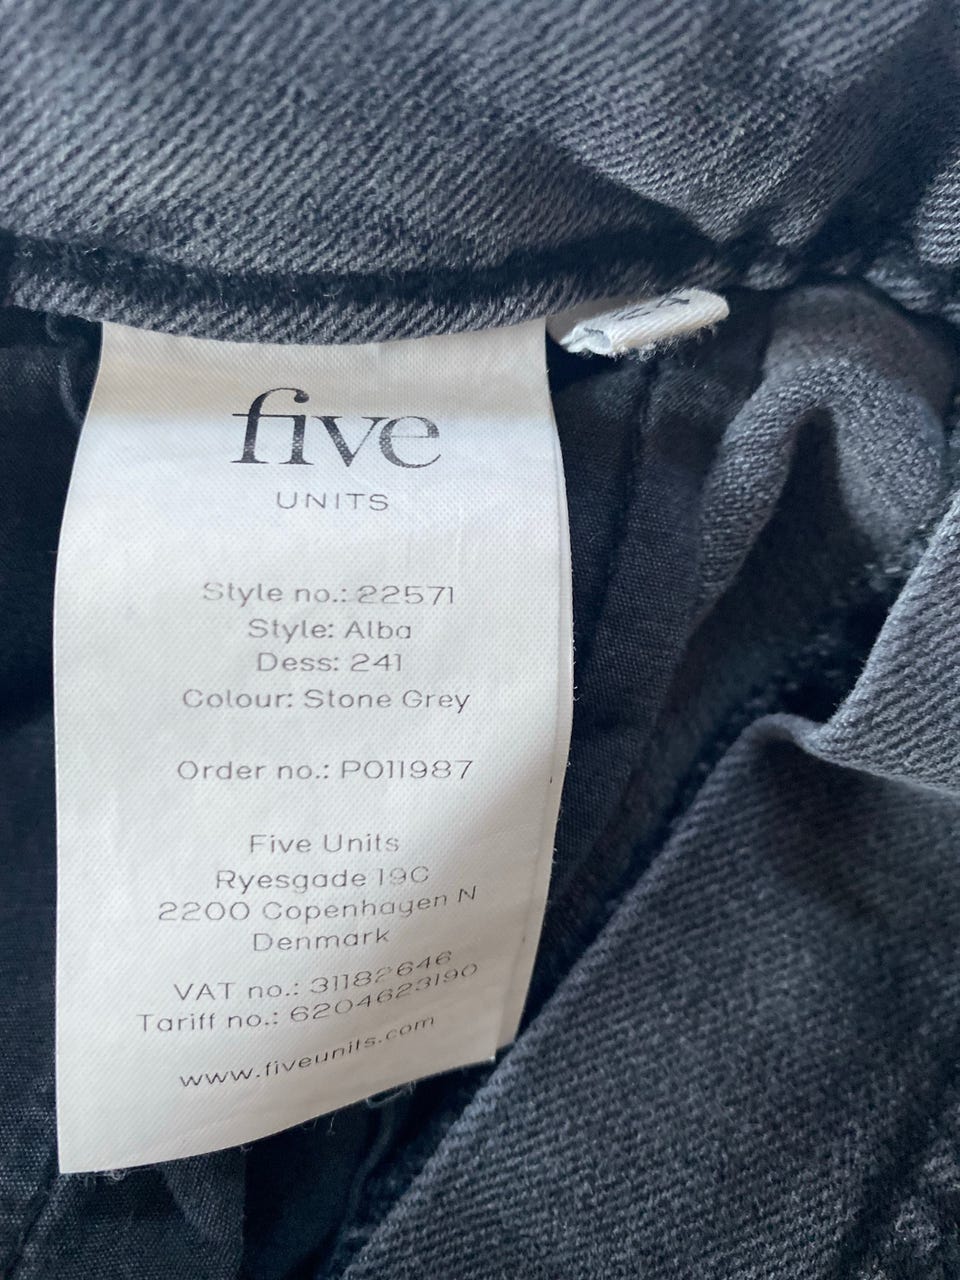 five
UNITS
Style no.: 22571
Style: Alba
Dess: 241
Colour: Stone Grey
Order no.: PO11987
Five Units
Ryesgade 19C
2200 Copenhagen N
Denmark
VAT no.: 31182646
Tariff no.: 6204623190
www.fiveunits.com